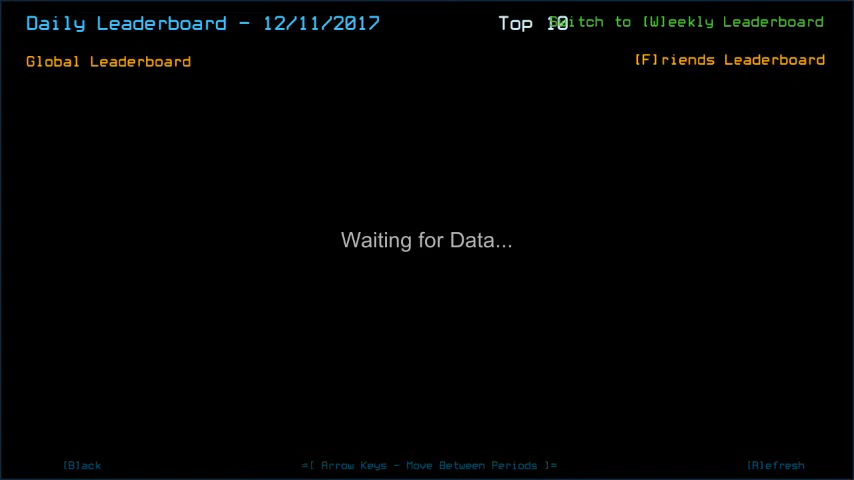 Daily Leaderboard - 12/11/2017
Top 10
Switch to [W]eekly Leaderboard
Global Leaderboard
[F]riends Leaderboard
Waiting for Data...
[B]ack
=[ Arrow Keys - Move Between Periods ]=
[R]efresh